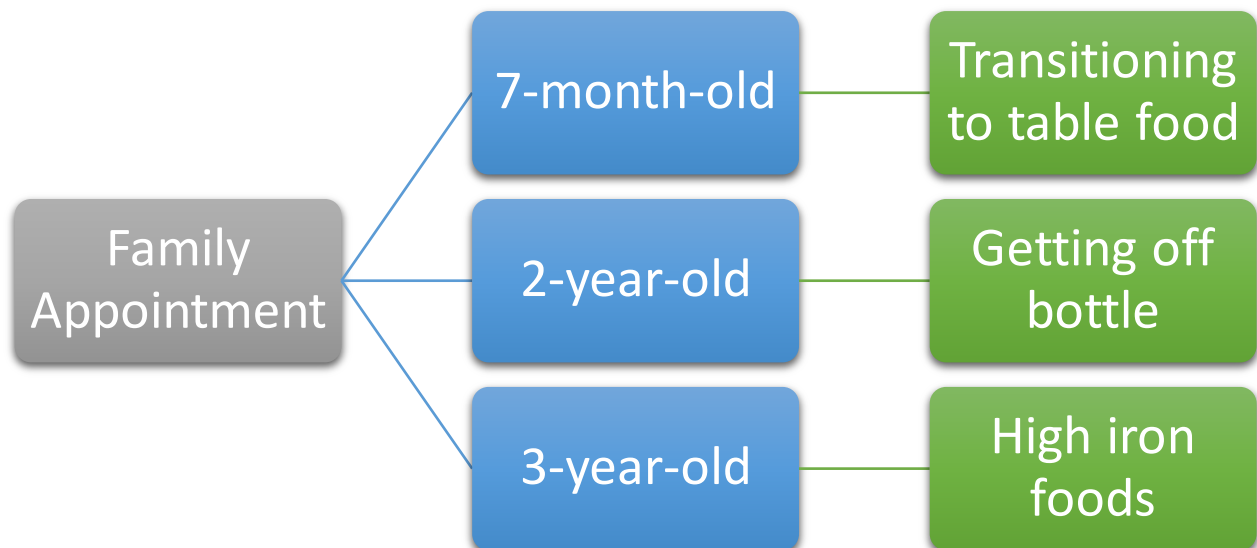 Family
Appointment
7-month-old
Transitioning
to table food
2-year-old
Getting off
bottle
3-year-old
High iron
foods